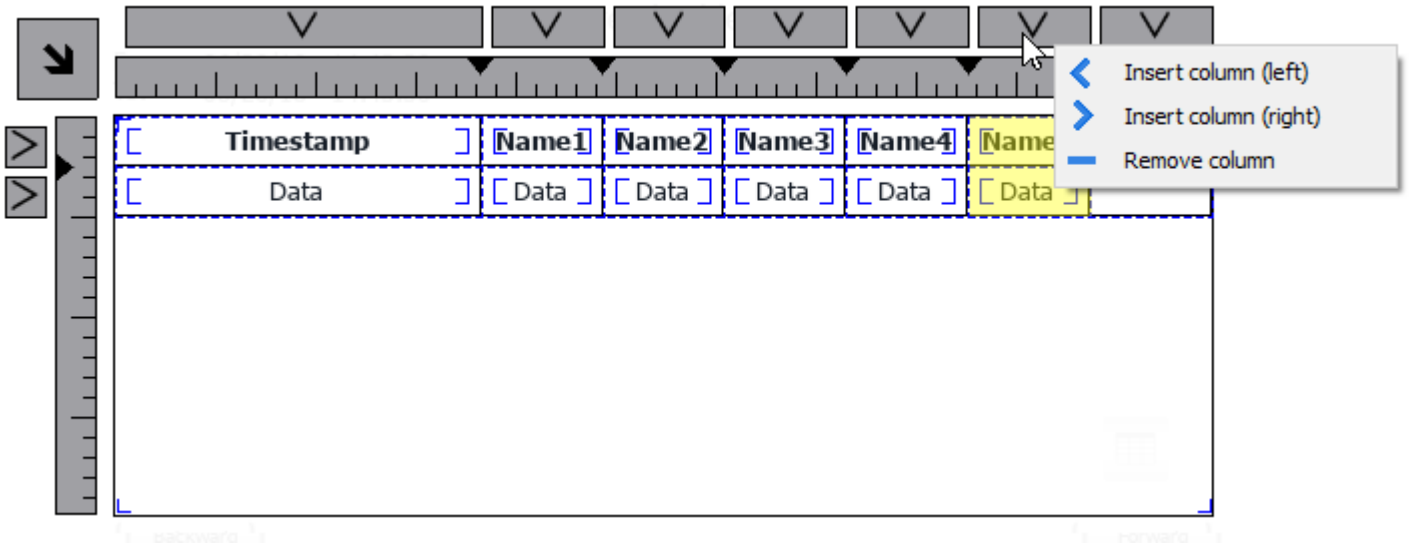 Insert column (left)
Insert column (right)
Remove column
Timestamp Name1 Name2 Name3 Name4 Name
Data Data Data Data Data Data
Backward Forward